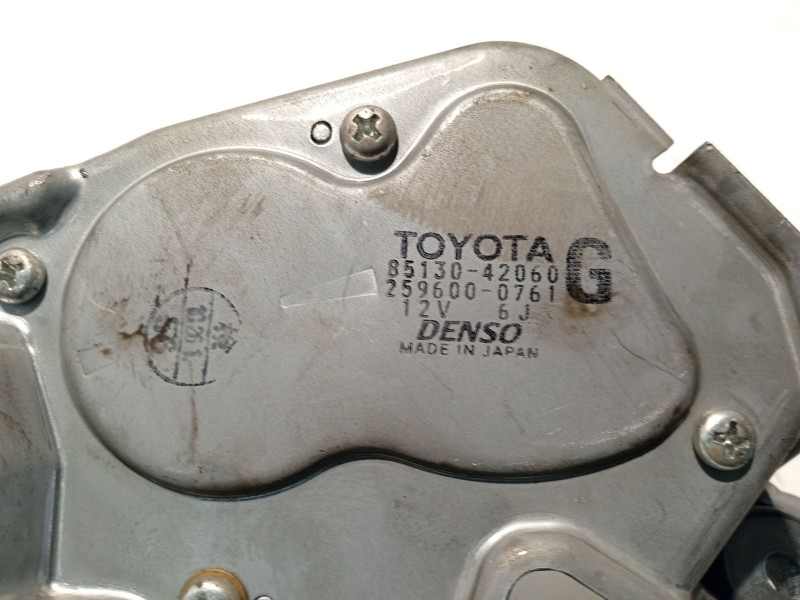 TOYOTA
85130-42060 G
259600-0761
12V 6J
DENSO
MADE IN JAPAN